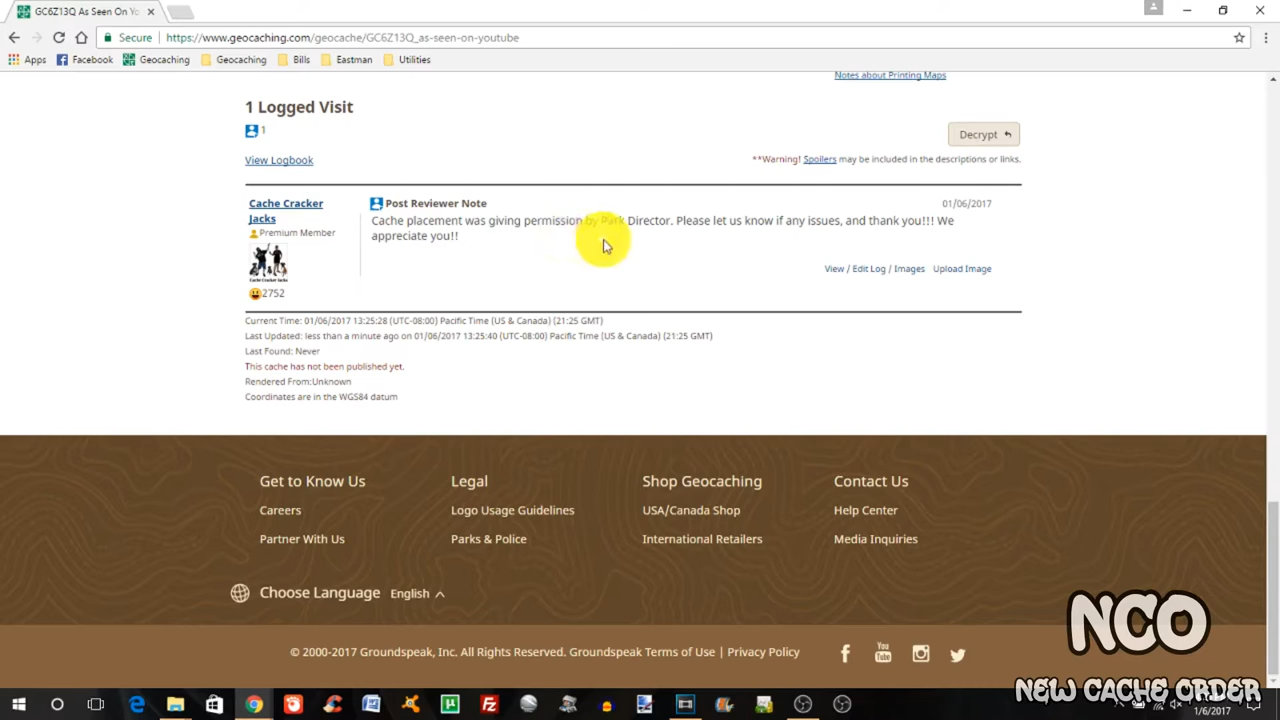 GC6Z13Q As Seen On Yo
Secure https://www.geocaching.com/geocache/GC6Z13Q_as-seen-on-youtube
Apps Facebook Geocaching Geocaching Bills Eastman Utilities
Notes about Printing Maps
1 Logged Visit
1
Decrypt
View Logbook
**Warning! Spoilers may be included in the descriptions or links.
Cache Cracker
Jacks
Premium Member
2752
Post Reviewer Note
01/06/2017
Cache placement was giving permission by Park Director. Please let us know if any issues, and thank you!!! We
appreciate you!!
View / Edit Log / Images Upload Image
Current Time: 01/06/2017 13:25:28 (UTC-08:00) Pacific Time (US & Canada) (21:25 GMT)
Last Updated: less than a minute ago on 01/06/2017 13:25:40 (UTC-08:00) Pacific Time (US & Canada) (21:25 GMT)
Last Found: Never
This cache has not been published yet.
Rendered From:Unknown
Coordinates are in the WGS84 datum
Get to Know Us
Careers
Partner With Us
Legal
Logo Usage Guidelines
Parks & Police
Shop Geocaching
USA/Canada Shop
International Retailers
Contact Us
Help Center
Media Inquiries
Choose Language English
© 2000-2017 Groundspeak, Inc. All Rights Reserved. Groundspeak Terms of Use | Privacy Policy
NCO
NEW CACHE ORDER
1/6/2017